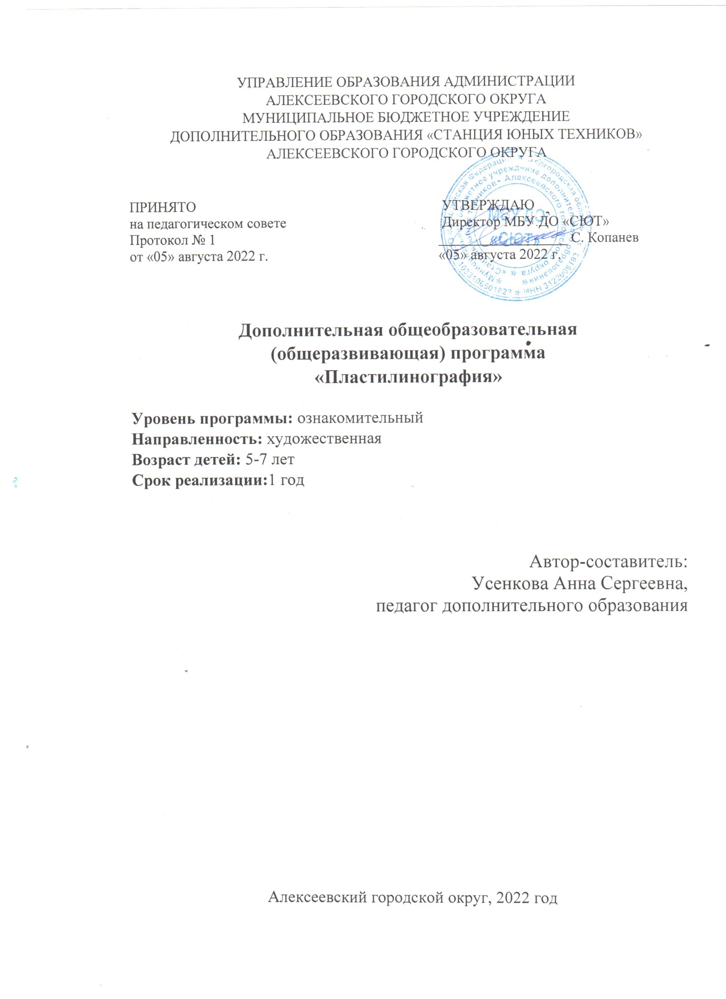 УПРАВЛЕНИЕ ОБРАЗОВАНИЯ АДМИНИСТРАЦИИ
АЛЕКСЕЕВСКОГО ГОРОДСКОГО ОКРУГА
МУНИЦИПАЛЬНОЕ БЮДЖЕТНОЕ УЧРЕЖДЕНИЕ
ДОПОЛНИТЕЛЬНОГО ОБРАЗОВАНИЯ «СТАНЦИЯ ЮНЫХ ТЕХНИКОВ»
АЛЕКСЕЕВСКОГО ГОРОДСКОГО ОКРУГА
ПРИНЯТО
на педагогическом совете
Протокол № 1
от «05» августа 2022 г.
УТВЕРЖДАЮ
Директор МБУ ДО «СЮТ»
С. Копанев
«05» августа 2022 г.
МБУ ДО
«СЮТ»
Дополнительная общеобразовательная
(общеразвивающая) программа
«Пластилинография»
Уровень программы: ознакомительный
Направленность: художественная
Возраст детей: 5-7 лет
Срок реализации:1 год
Автор-составитель:
Усенкова Анна Сергеевна,
педагог дополнительного образования
Алексеевский городской округ, 2022 год